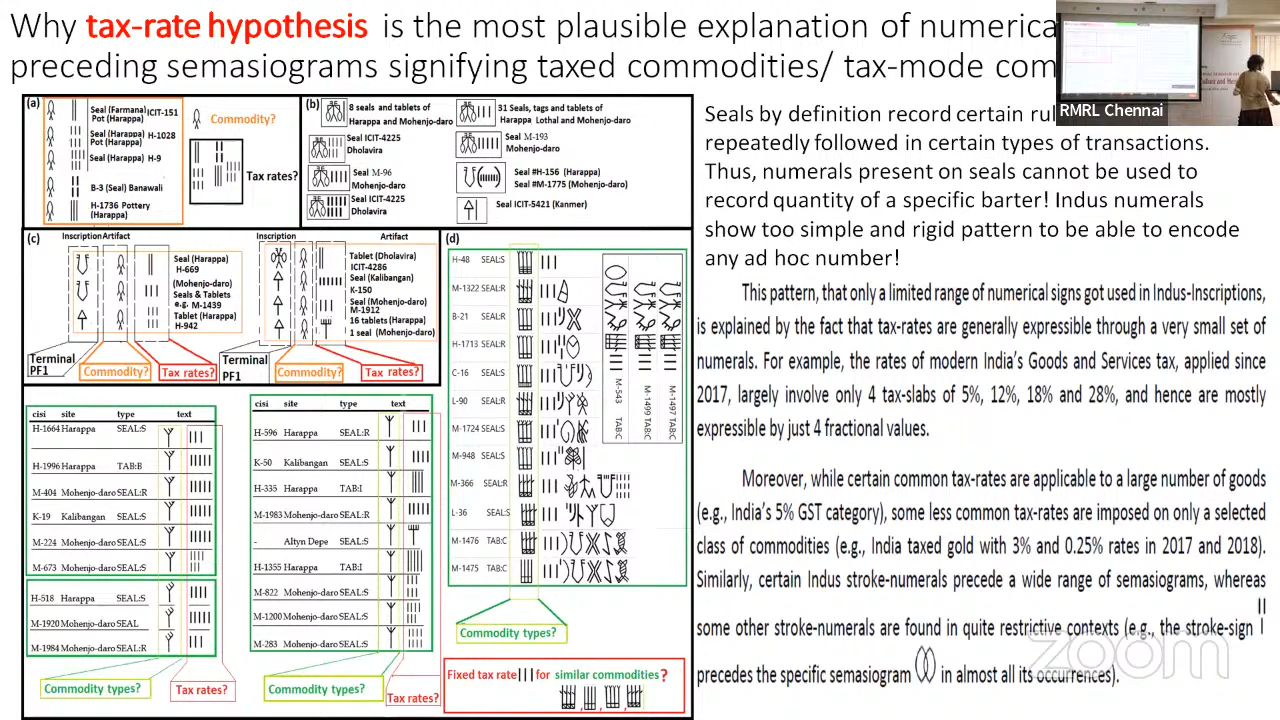 Why tax-rate hypothesis is the most plausible explanation of
preceding semasiograms signifying taxed commodities/ tax-mode
RMRL Chennai
(a)
Seal (Farmana) ICIT-151
Pot (Harappa)
Seal (Harappa) H-1028
Pot (Harappa)
Seal (Harappa) H-9
B-3 (Seal) Banawali
H-1736 Pottery
(Harappa)
Commodity?
Tax rates?
(b)
8 seals and tablets of
Harappa and Mohenjo-daro
Seal ICIT-4225
Dholavira
Seal M-96
Mohenjo-daro
Seal ICIT-4225
Dholavira
31 Seals, tags and tablets of
Harappa Lothal and Mohenjo-daro
Seal M-193
Mohenjo-daro
Seal #H-156 (Harappa)
Seal #M-1775 (Mohenjo-daro)
Seal ICIT-5421 (Kanmer)
(c)
Inscription Artifact
Seal (Harappa)
H-669
(Mohenjo-daro)
Seals & Tablets
e.g. M-1439
Tablet (Harappa)
H-942
Terminal
PF1
Commodity?
Tax rates?
Inscription Artifact
Tablet (Dholavira)
ICIT-4286
Seal (Kalibangan)
K-150
Seal (Mohenjo-daro)
M-1912
16 tablets (Harappa)
1 seal (Mohenjo-daro)
Terminal
PF1
Commodity?
Tax rates?
cisi site type text
H-1664 Harappa SEAL:S
H-1996 Harappa TAB:B
M-404 Mohenjo-daro SEAL:R
K-19 Kalibangan SEAL:S
M-224 Mohenjo-daro SEAL:S
M-673 Mohenjo-daro SEAL:S
H-518 Harappa SEAL:S
M-1920 Mohenjo-daro SEAL
M-1984 Mohenjo-daro SEAL:R
Commodity types?
Tax rates?
cisi site type text
H-596 Harappa SEAL:R
K-50 Kalibangan SEAL:S
H-335 Harappa TAB:I
M-1983 Mohenjo-daro SEAL:R
- Altyn Depe SEAL:S
H-1355 Harappa TAB:I
M-822 Mohenjo-daro SEAL:S
M-1200 Mohenjo-daro SEAL:S
M-283 Mohenjo-daro SEAL:S
Commodity types?
Tax rates?
(d)
H-48 SEAL:S
M-1322 SEAL:R
B-21 SEAL:R
H-1713 SEAL:R
C-16 SEAL:S
L-90 SEAL:S
M-1724 SEAL:S
M-948 SEAL:S
M-366 SEAL:R
L-36 SEAL:S
M-1476 TAB:C
M-1475 TAB:C
M-543 TAB:C
M-1499 TAB:C
M-1497 TAB:C
Commodity types?
Fixed tax rate ||| for similar commodities?
Seals by definition record certain
repeatedly followed in certain types of transactions.
Thus, numerals present on seals cannot be used to
record quantity of a specific barter! Indus numerals
show too simple and rigid pattern to be able to encode
any ad hoc number!
This pattern, that only a limited range of numerical signs got used in Indus-Inscriptions,
is explained by the fact that tax-rates are generally expressible through a very small set of
numerals. For example, the rates of modern India's Goods and Services tax, applied since
2017, largely involve only 4 tax-slabs of 5%, 12%, 18% and 28%, and hence are mostly
expressible by just 4 fractional values.
Moreover, while certain common tax-rates are applicable to a large number of goods
(e.g., India's 5% GST category), some less common tax-rates are imposed on only a selected
class of commodities (e.g., India taxed gold with 3% and 0.25% rates in 2017 and 2018).
Similarly, certain Indus stroke-numerals precede a wide range of semasiograms, whereas
some other stroke-numerals are found in quite restrictive contexts (e.g., the stroke-sign
precedes the specific semasiogram in almost all its occurrences).
zoom